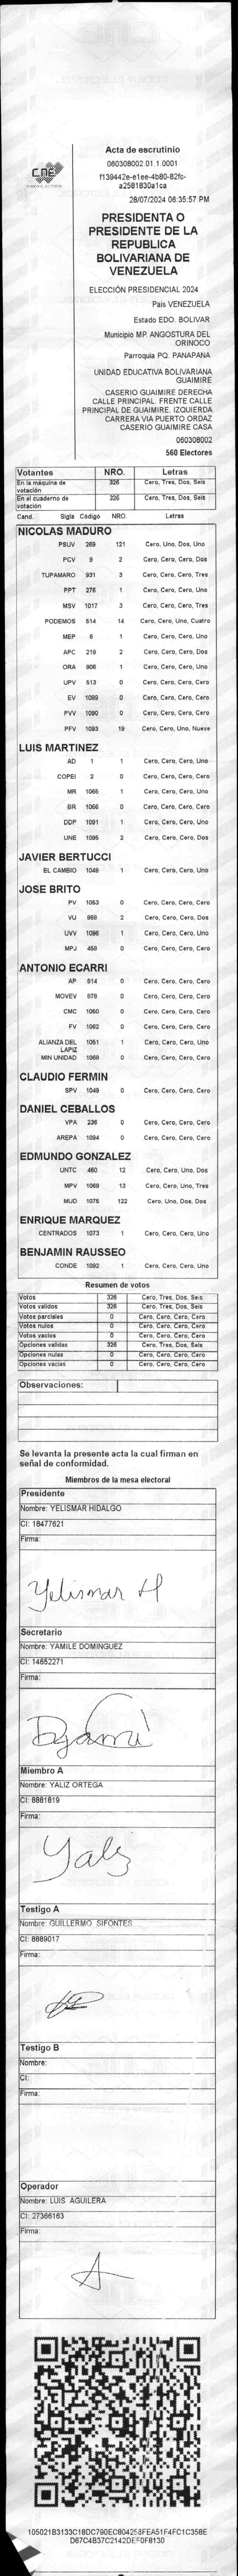 cne
Acta de escrutinio
060308002.01.1.0001
f139442e-e1ee-4b80-82fc-
a2581830a1ca
28/07/2024 06:35:57 PM
PRESIDENTA O
PRESIDENTE DE LA
REPUBLICA
BOLIVARIANA DE
VENEZUELA
ELECCIÓN PRESIDENCIAL 2024
Pais VENEZUELA
Estado EDO. BOLIVAR
Municipio MP. ANGOSTURA DEL
ORINOCO
Parroquia PQ. PANAPANA
UNIDAD EDUCATIVA BOLIVARIANA
GUAIMIRE
CASERIO GUAIMIRE DERECHA
CALLE PRINCIPAL. FRENTE CALLE
PRINCIPAL DE GUAIMIRE. IZQUIERDA
CARRERA VIA PUERTO ORDAZ
CASERIO GUAIMIRE CASA
060308002
560 Electores
Votantes NRO. Letras
En la máquina de votación 326 Cero, Tres, Dos, Seis
En el cuaderno de votación 326 Cero, Tres, Dos, Seis
Cand. Sigla Código NRO. Letras
NICOLAS MADURO
PSUV 269 121 Cero, Uno, Dos, Uno
PCV 9 2 Cero, Cero, Cero, Dos
TUPAMARO 931 3 Cero, Cero, Cero, Tres
PPT 276 1 Cero, Cero, Cero, Uno
MSV 1017 3 Cero, Cero, Cero, Tres
PODEMOS 514 14 Cero, Cero, Uno, Cuatro
MEP 6 1 Cero, Cero, Cero, Uno
APC 219 2 Cero, Cero, Cero, Dos
ORA 906 1 Cero, Cero, Cero, Uno
UPV 513 0 Cero, Cero, Cero, Cero
EV 1089 0 Cero, Cero, Cero, Cero
PVV 1090 0 Cero, Cero, Cero, Cero
PFV 1093 19 Cero, Cero, Uno, Nueve
LUIS MARTINEZ
AD 1 1 Cero, Cero, Cero, Uno
COPEI 2 0 Cero, Cero, Cero, Cero
MR 1065 1 Cero, Cero, Cero, Uno
BR 1066 0 Cero, Cero, Cero, Cero
DDP 1091 1 Cero, Cero, Cero, Uno
UNE 1095 2 Cero, Cero, Cero, Dos
JAVIER BERTUCCI
EL CAMBIO 1048 1 Cero, Cero, Cero, Uno
JOSE BRITO
PV 1053 0 Cero, Cero, Cero, Cero
VU 968 2 Cero, Cero, Cero, Dos
UVV 1096 1 Cero, Cero, Cero, Uno
MPJ 458 0 Cero, Cero, Cero, Cero
ANTONIO ECARRI
AP 814 0 Cero, Cero, Cero, Cero
MOVEV 878 0 Cero, Cero, Cero, Cero
CMC 1050 0 Cero, Cero, Cero, Cero
FV 1062 0 Cero, Cero, Cero, Cero
ALIANZA DEL LAPIZ 1051 1 Cero, Cero, Cero, Uno
MIN UNIDAD 1068 0 Cero, Cero, Cero, Cero
CLAUDIO FERMIN
SPV 1049 0 Cero, Cero, Cero, Cero
DANIEL CEBALLOS
VPA 236 0 Cero, Cero, Cero, Cero
AREPA 1094 0 Cero, Cero, Cero, Cero
EDMUNDO GONZALEZ
UNTC 460 12 Cero, Cero, Uno, Dos
MPV 1069 13 Cero, Cero, Uno, Tres
MUD 1075 122 Cero, Uno, Dos, Dos
ENRIQUE MARQUEZ
CENTRADOS 1073 1 Cero, Cero, Cero, Uno
BENJAMIN RAUSSEO
CONDE 1092 1 Cero, Cero, Cero, Uno
Resumen de votos
Votos 326 Cero, Tres, Dos, Seis
Votos validos 326 Cero, Tres, Dos, Seis
Votos parciales 0 Cero, Cero, Cero, Cero
Votos nulos 0 Cero, Cero, Cero, Cero
Votos vacios 0 Cero, Cero, Cero, Cero
Opciones validas 326 Cero, Tres, Dos, Seis
Opciones nulas 0 Cero, Cero, Cero, Cero
Opciones vacias 0 Cero, Cero, Cero, Cero
Observaciones:
Se levanta la presente acta la cual firman en
señal de conformidad.
Miembros de la mesa electoral
Presidente
Nombre: YELISMAR HIDALGO
CI: 18477621
Firma:
Yelismar H
Secretario
Nombre: YAMILE DOMINGUEZ
CI: 14652271
Firma:
Miembro A
Nombre: YALIZ ORTEGA
CI: 8881819
Firma:
Testigo A
Nombre: GUILLERMO SIFONTES
CI: 8889017
Firma:
Testigo B
Nombre:
CI:
Firma:
Operador
Nombre: LUIS AGUILERA
CI: 27366163
Firma:
105021B3133C18DC790EC804253FEA51F4FC1C358E
D67C4B37C2142DEF0F8130